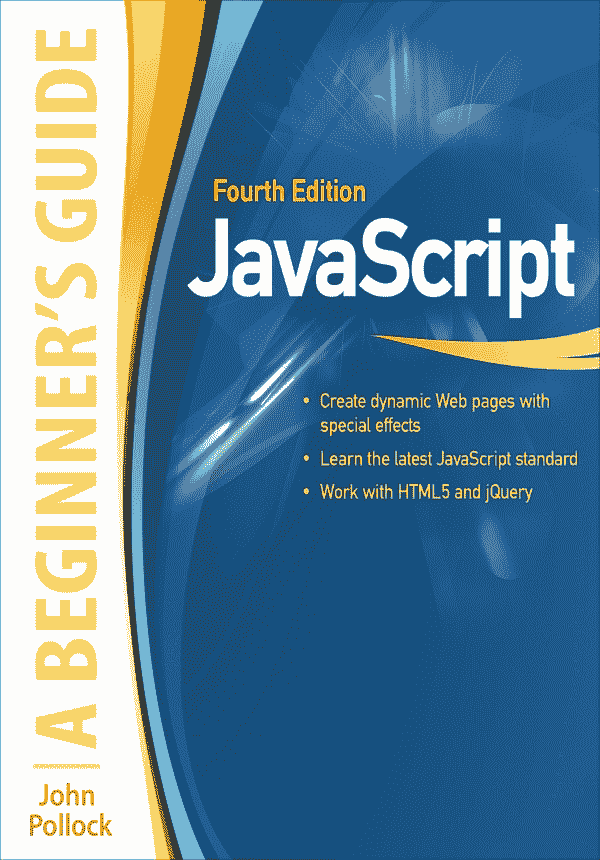 A BEGINNER'S GUIDE
John
Pollock
Fourth Edition
JavaScript
• Create dynamic Web pages with
special effects
• Learn the latest JavaScript standard
• Work with HTML5 and jQuery